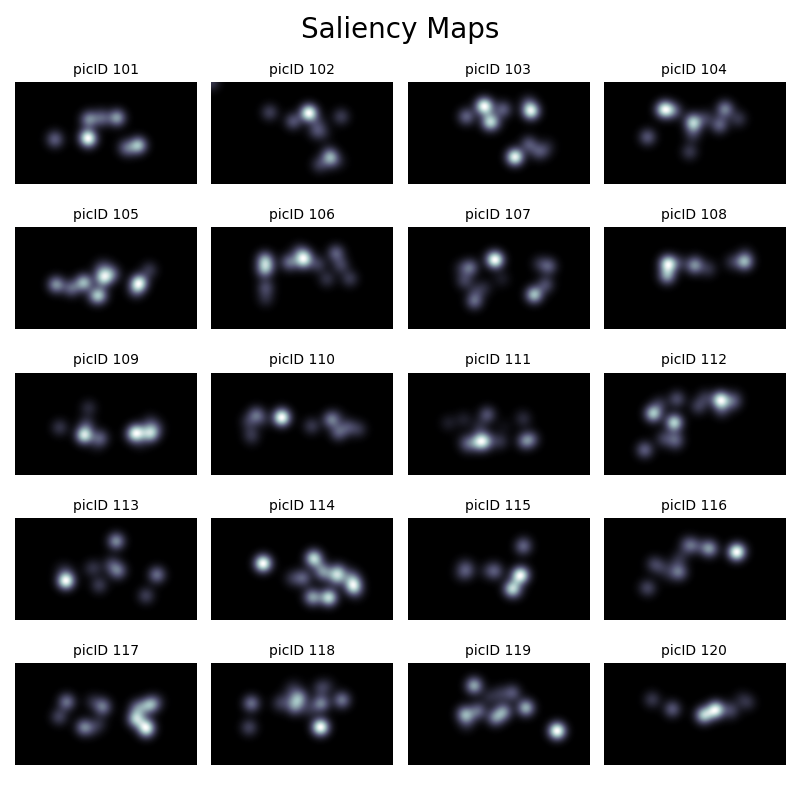 Saliency Maps
picID 101
picID 102
picID 103
picID 104
picID 105
picID 106
picID 107
picID 108
picID 109
picID 110
picID 111
picID 112
picID 113
picID 114
picID 115
picID 116
picID 117
picID 118
picID 119
picID 120